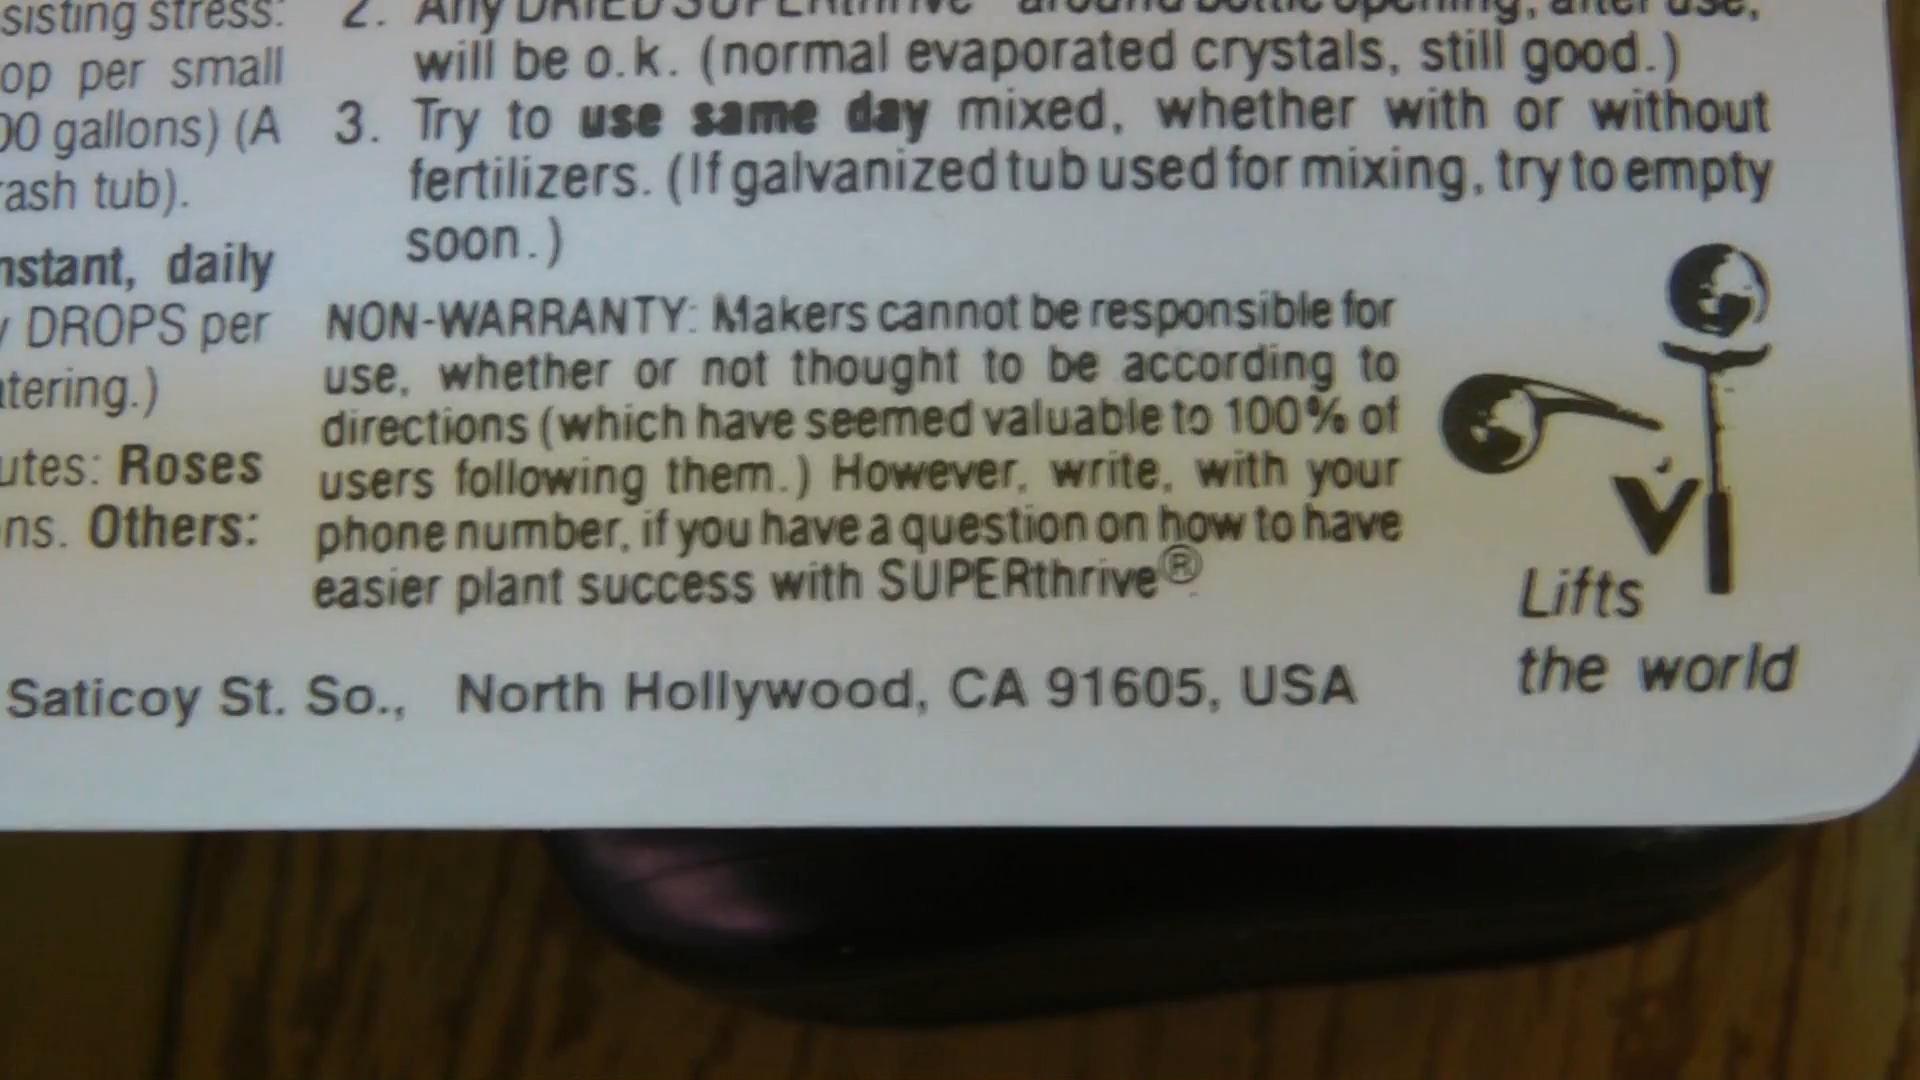 sisting stress:
op per small
00 gallons) (A
ash tub).
nstant, daily
DROPS per
tering.)
utes: Roses
ns. Others:
2. Any DRIED SUPERthrive around bottle opening, after use,
will be o.k. (normal evaporated crystals, still good.)
3. Try to use same day mixed, whether with or without
fertilizers. (If galvanized tub used for mixing, try to empty
soon.)
NON-WARRANTY: Makers cannot be responsible for
use, whether or not thought to be according to
directions (which have seemed valuable to 100% of
users following them.) However, write, with your
phone number, if you have a question on how to have
easier plant success with SUPERthrive®.
Saticoy St. So., North Hollywood, CA 91605, USA
VI
Lifts
the world